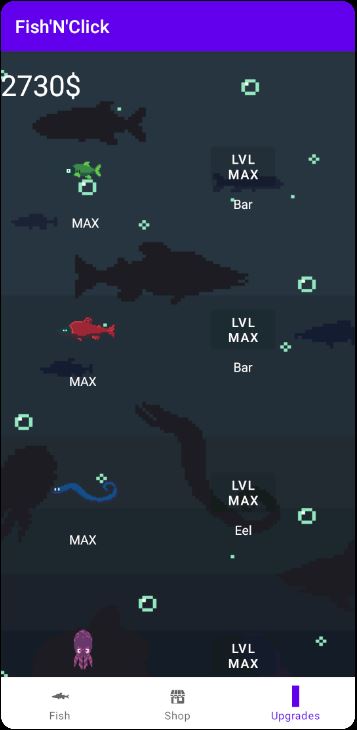 Fish'N'Click
2730$
LVL
MAX
MAX
Bar
LVL
MAX
MAX
Bar
LVL
MAX
MAX
Eel
LVL
MAX
Fish
Shop
Upgrades